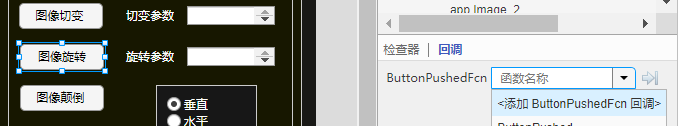 图像切变 切变参数
图像旋转 旋转参数
图像颠倒
垂直
水平
app.Image_2
检查器 回调
ButtonPushedFcn 函数名称
<添加 ButtonPushedFcn 回调>
ButtonPushed